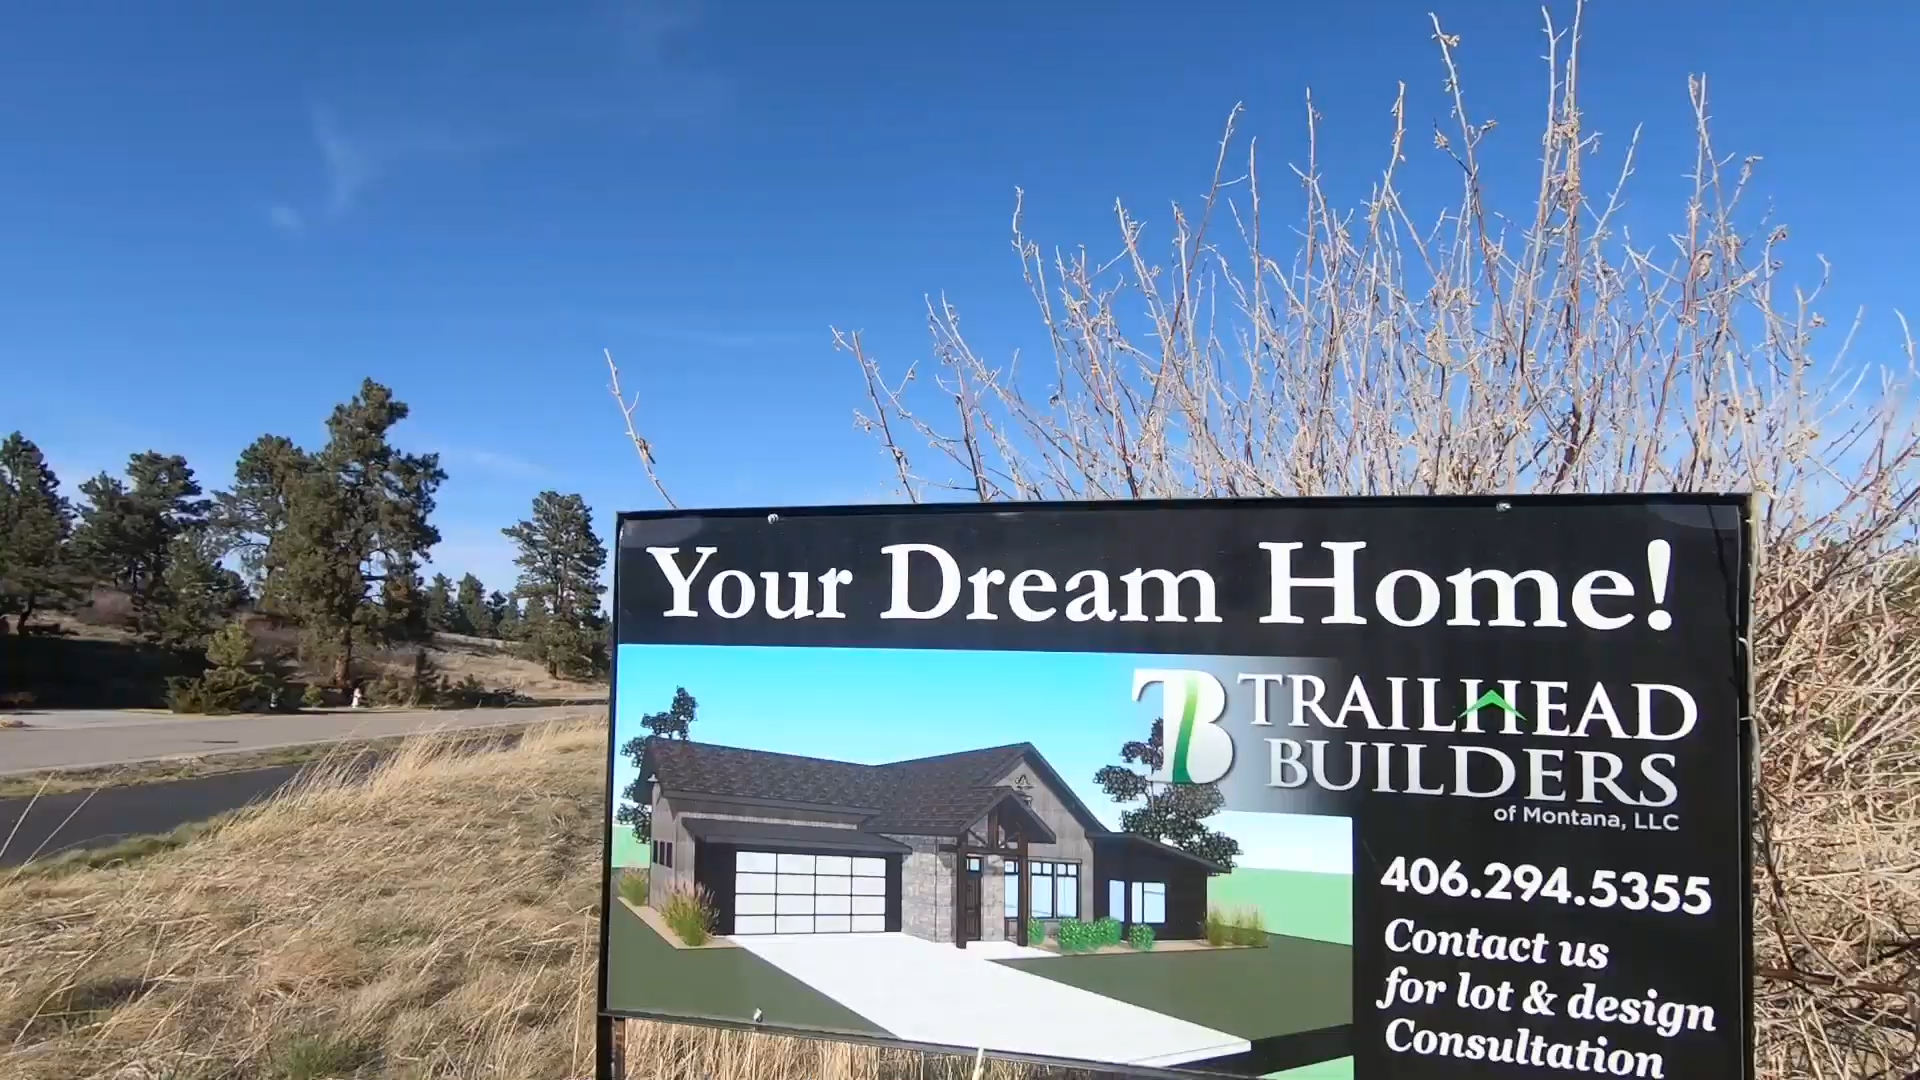 Your Dream Home!
TB TRAILHEAD
BUILDERS
of Montana, LLC
406.294.5355
Contact us
for lot & design
Consultation